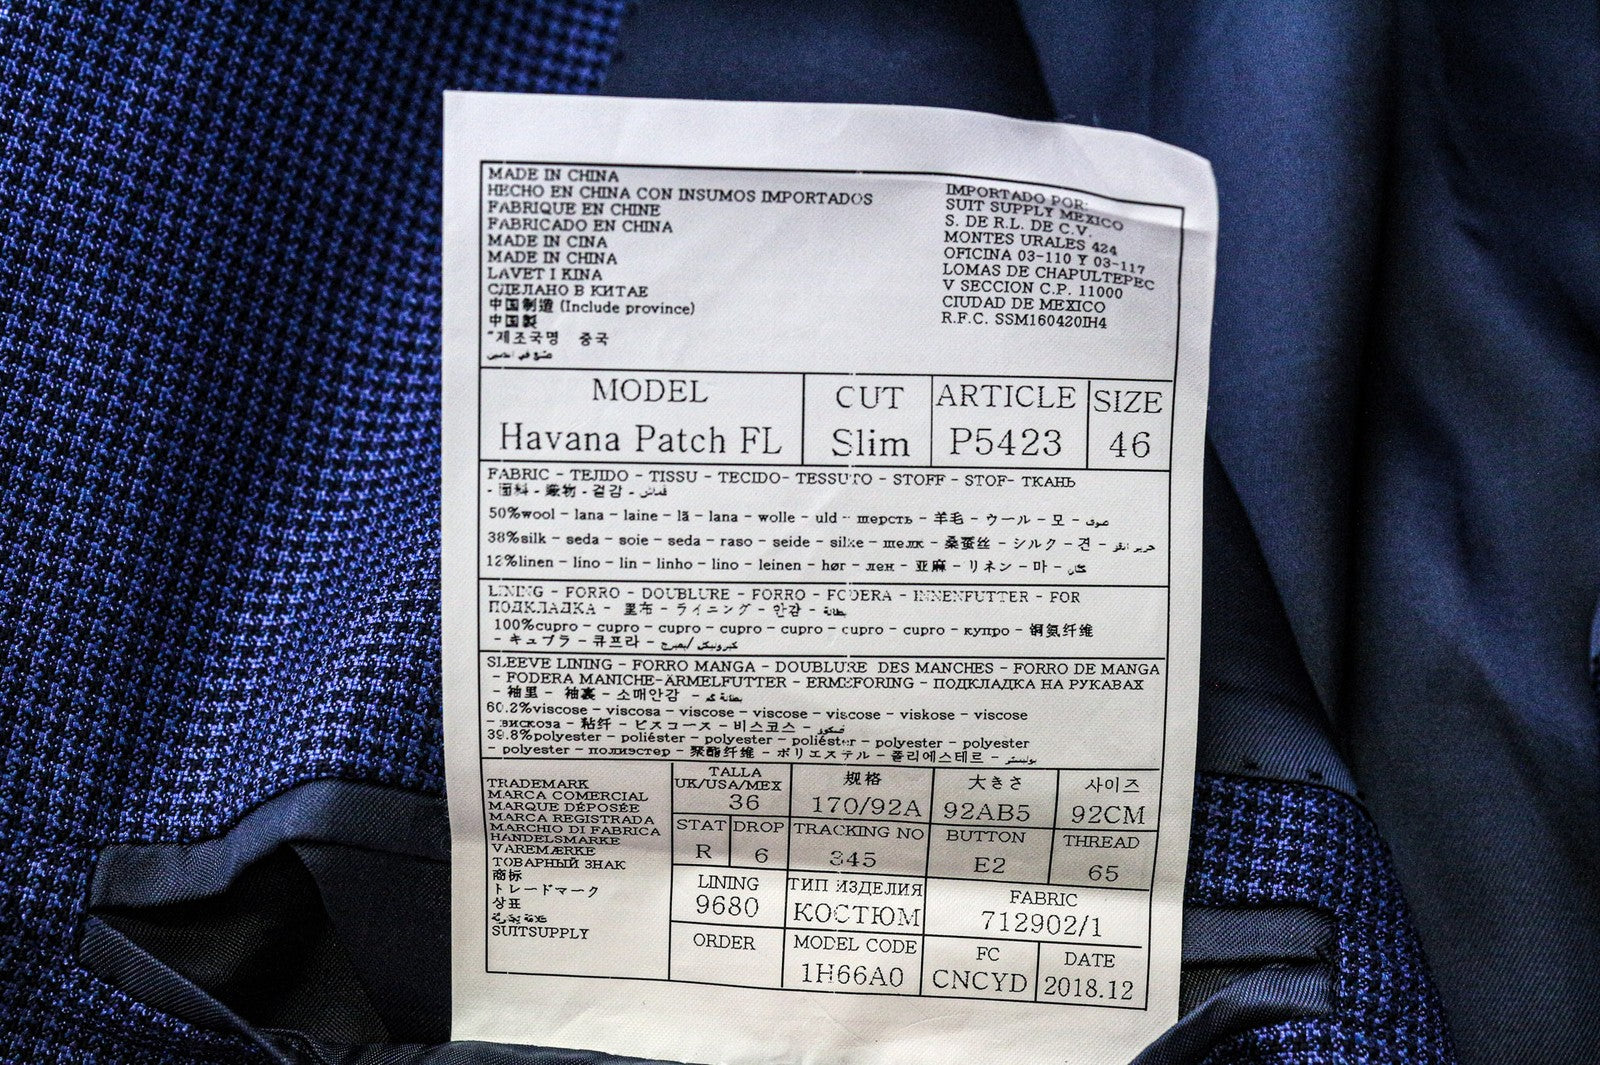 MADE IN CHINA
HECHO EN CHINA CON INSUMOS IMPORTADOS
FABRIQUE EN CHINE
FABRICADO EN CHINA
MADE IN CINA
MADE IN CHINA
LAVET I KINA
СДЕЛАНО В КИТАЕ
中国制造 (Include province)
中国製
"제조국명 중국
IMPORTADO POR:
SUIT SUPPLY MEXICO
S. DE R.L. DE C.V.
MONTES URALES 424
OFICINA 03-110 Y 03-117
LOMAS DE CHAPULTEPEC
V SECCION C.P. 11000
CIUDAD DE MEXICO
R.F.C. SSM160420IH4
MODEL CUT ARTICLE SIZE
Havana Patch FL Slim P5423 46
FABRIC - TEJIDO - TISSU - TECIDO- TESSUTO - STOFF - STOF- ТКАНЬ
- 面料 - 織物 - 겉감 - قماش
50%wool - lana - laine - lã - lana - wolle - uld - шерсть - 羊毛 - ウール - 모 - صوف
38%silk - seda - soie - seda - raso - seide - silke - шелк - 桑蚕丝 - シルク - 견 -
12%linen - lino - lin - linho - lino - leinen - hør - лен - 亚麻 - リネン - 마 -
LINING - FORRO - DOUBLURE - FORRO - FODERA - INNENFUTTER - FOR
ПОДКЛАДКА - 里布 - ライニング - 안감 - بطانة
100%cupro - cupro - cupro - cupro - cupro - cupro - cupro - купро - 铜氨纤维
- キュプラ - 큐프라 -
SLEEVE LINING - FORRO MANGA - DOUBLURE DES MANCHES - FORRO DE MANGA
- FODERA MANICHE-ÄRMELFUTTER - ERMEFORING - ПОДКЛАДКА НА РУКАВАХ
- 袖里 - 袖裏 - 소매안감 -
60.2%viscose - viscosa - viscose - viscose - viscose - viskose - viscose
- вискоза - 粘纤 - ビスコース - 비스코스 -
39.8%polyester - poliéster - polyester - poliéster - polyester - polyester
- polyester - полиэстер - 聚酯纤维 - ポリエステル - 폴리에스테르 -
TRADEMARK
MARCA COMERCIAL
MARQUE DÉPOSÉE
MARCA REGISTRADA
MARCHIO DI FABRICA
HANDELSMARKE
VAREMÆRKE
ТОВАРНЫЙ ЗНАК
商标
トレードマーク
상표
SUITSUPPLY
TALLA
UK/USA/MEX 规格 大きさ 사이즈
36 170/92A 92AB5 92CM
STAT DROP TRACKING NO BUTTON THREAD
R 6 345 E2 65
LINING ТИП ИЗДЕЛИЯ FABRIC
9680 КОСТЮМ 712902/1
ORDER MODEL CODE FC DATE
1H66A0 CNCYD 2018.12